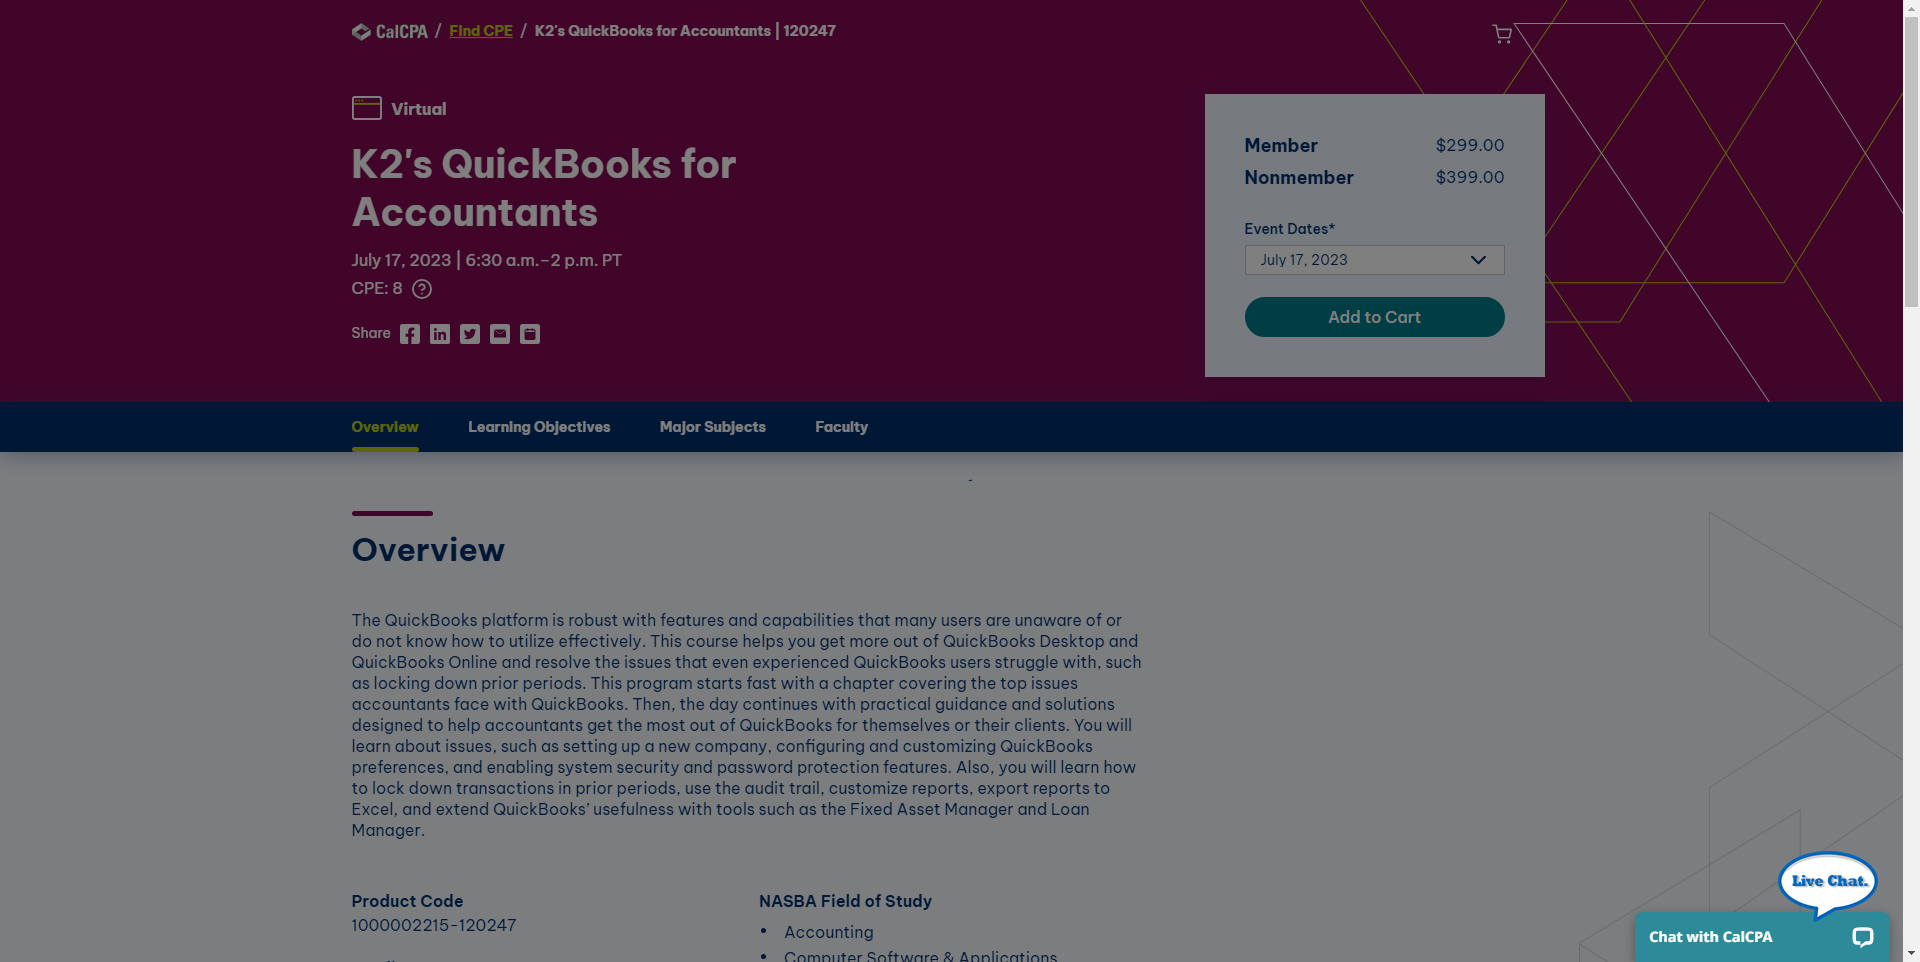 CalCPA / Find CPE / K2's QuickBooks for Accountants | 120247
Virtual
K2's QuickBooks for
Accountants
July 17, 2023 | 6:30 a.m.–2 p.m. PT
CPE: 8
Share
Member $299.00
Nonmember $399.00
Event Dates*
July 17, 2023
Add to Cart
Overview Learning Objectives Major Subjects Faculty
Overview
The QuickBooks platform is robust with features and capabilities that many users are unaware of or
do not know how to utilize effectively. This course helps you get more out of QuickBooks Desktop and
QuickBooks Online and resolve the issues that even experienced QuickBooks users struggle with, such
as locking down prior periods. This program starts fast with a chapter covering the top issues
accountants face with QuickBooks. Then, the day continues with practical guidance and solutions
designed to help accountants get the most out of QuickBooks for themselves or their clients. You will
learn about issues, such as setting up a new company, configuring and customizing QuickBooks
preferences, and enabling system security and password protection features. Also, you will learn how
to lock down transactions in prior periods, use the audit trail, customize reports, export reports to
Excel, and extend QuickBooks’ usefulness with tools such as the Fixed Asset Manager and Loan
Manager.
Product Code
1000002215-120247
NASBA Field of Study
• Accounting
• Computer Software & Applications
Live Chat.
Chat with CalCPA